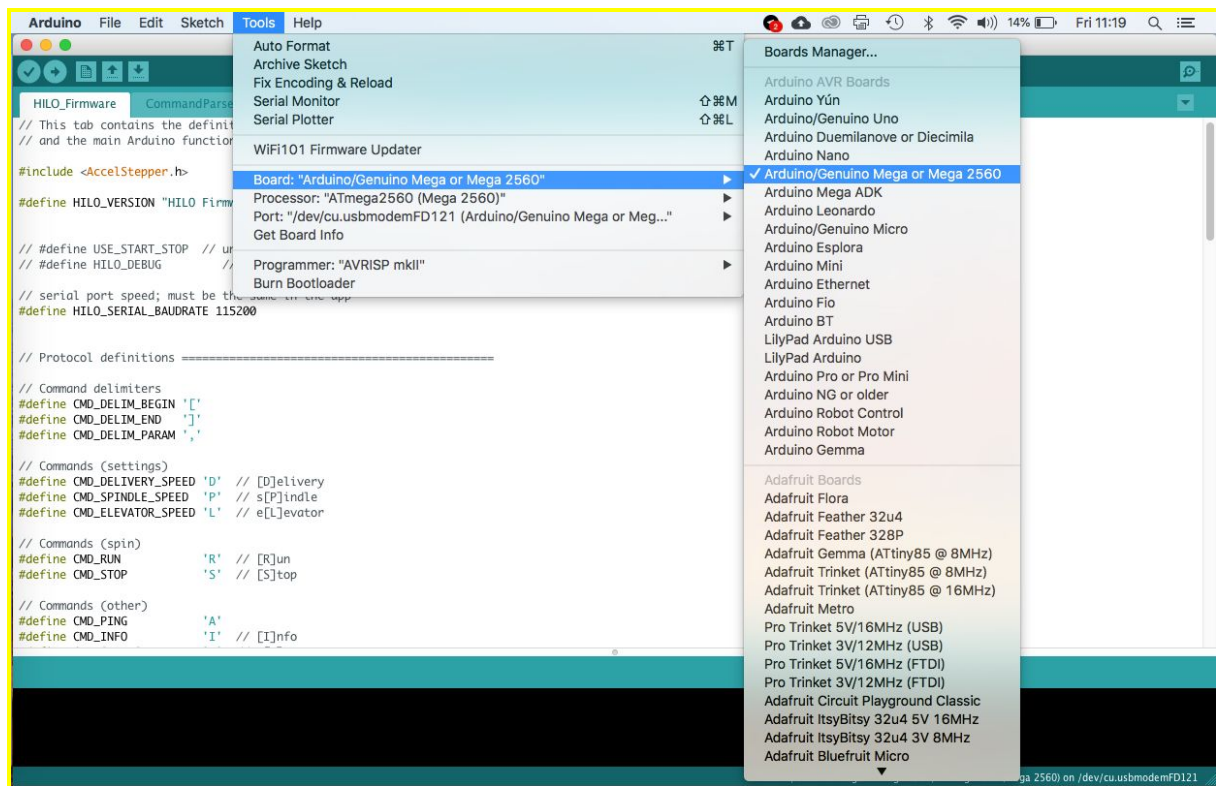 Arduino File Edit Sketch Tools Help 14% Fri 11:19
HILO_Firmware CommandParse
// This tab contains the definit
// and the main Arduino function
#include <AccelStepper.h>
#define HILO_VERSION "HILO Firmw
// #define USE_START_STOP // un
// #define HILO_DEBUG //
// serial port speed; must be the same in the app
#define HILO_SERIAL_BAUDRATE 115200
// Protocol definitions ==============================================
// Command delimiters
#define CMD_DELIM_BEGIN '['
#define CMD_DELIM_END ']'
#define CMD_DELIM_PARAM ','
// Commands (settings)
#define CMD_DELIVERY_SPEED 'D' // [D]elivery
#define CMD_SPINDLE_SPEED 'P' // s[P]indle
#define CMD_ELEVATOR_SPEED 'L' // e[L]evator
// Commands (spin)
#define CMD_RUN 'R' // [R]un
#define CMD_STOP 'S' // [S]top
// Commands (other)
#define CMD_PING 'A'
#define CMD_INFO 'I' // [I]nfo
Auto Format ⌘T
Archive Sketch
Fix Encoding & Reload
Serial Monitor ⇧⌘M
Serial Plotter ⇧⌘L
WiFi101 Firmware Updater
Board: "Arduino/Genuino Mega or Mega 2560"
Processor: "ATmega2560 (Mega 2560)"
Port: "/dev/cu.usbmodemFD121 (Arduino/Genuino Mega or Meg..."
Get Board Info
Programmer: "AVRISP mkII"
Burn Bootloader
Boards Manager...
Arduino AVR Boards
Arduino Yún
Arduino/Genuino Uno
Arduino Duemilanove or Diecimila
Arduino Nano
✓ Arduino/Genuino Mega or Mega 2560
Arduino Mega ADK
Arduino Leonardo
Arduino/Genuino Micro
Arduino Esplora
Arduino Mini
Arduino Ethernet
Arduino Fio
Arduino BT
LilyPad Arduino USB
LilyPad Arduino
Arduino Pro or Pro Mini
Arduino NG or older
Arduino Robot Control
Arduino Robot Motor
Arduino Gemma
Adafruit Boards
Adafruit Flora
Adafruit Feather 32u4
Adafruit Feather 328P
Adafruit Gemma (ATtiny85 @ 8MHz)
Adafruit Trinket (ATtiny85 @ 8MHz)
Adafruit Trinket (ATtiny85 @ 16MHz)
Adafruit Metro
Pro Trinket 5V/16MHz (USB)
Pro Trinket 3V/12MHz (USB)
Pro Trinket 5V/16MHz (FTDI)
Pro Trinket 3V/12MHz (FTDI)
Adafruit Circuit Playground Classic
Adafruit ItsyBitsy 32u4 5V 16MHz
Adafruit ItsyBitsy 32u4 3V 8MHz
Adafruit Bluefruit Micro
ga 2560) on /dev/cu.usbmodemFD121